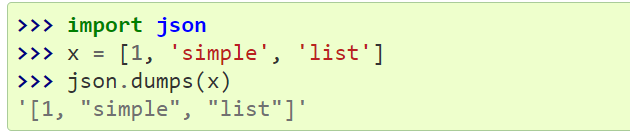 >>> import json
>>> x = [1, 'simple', 'list']
>>> json.dumps(x)
'[1, "simple", "list"]'